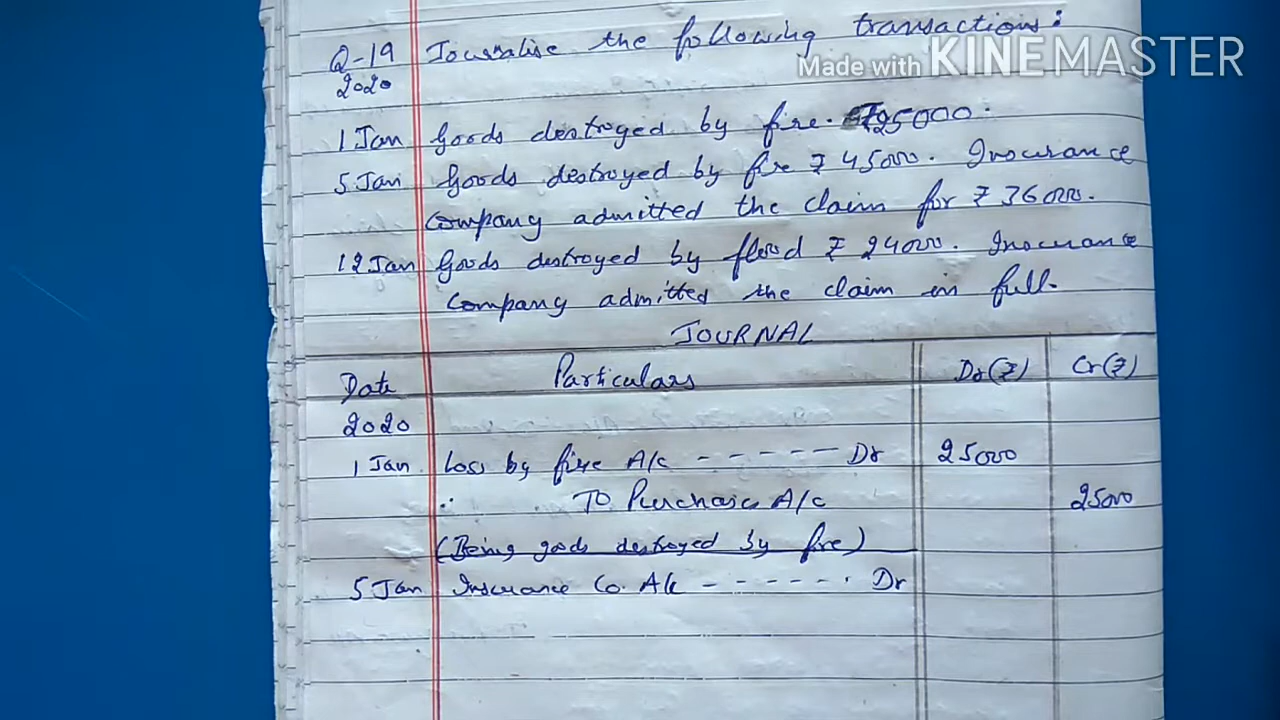 Q-19 Journalise the following transactions:
Made with KINEMASTER
2020
1 Jan Goods destroyed by fire. ₹25000.
5 Jan Goods destroyed by fire ₹ 45000. Insurance
Company admitted the claim for ₹ 36000.
12 Jan Goods destroyed by flood ₹ 24000. Insurance
Company admitted the claim in full.
JOURNAL
Date Particulars Dr(₹) Cr(₹)
2020
1 Jan Loss by fire A/c ------ Dr 25000
To Purchases A/c 25000
(Being goods destroyed by fire)
5 Jan Insurance Co. A/c ------. Dr